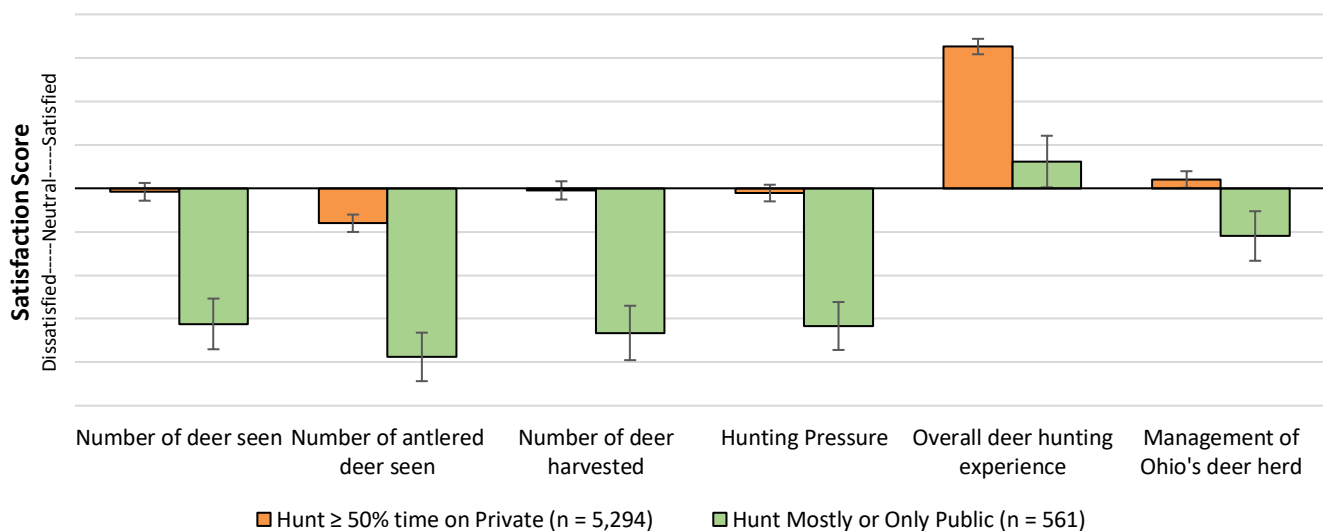 Satisfaction Score
Dissatisfied----Neutral-----Satisfied
Number of deer seen
Number of antlered
deer seen
Number of deer
harvested
Hunting Pressure
Overall deer hunting
experience
Management of
Ohio's deer herd
Hunt ≥ 50% time on Private (n = 5,294)
Hunt Mostly or Only Public (n = 561)